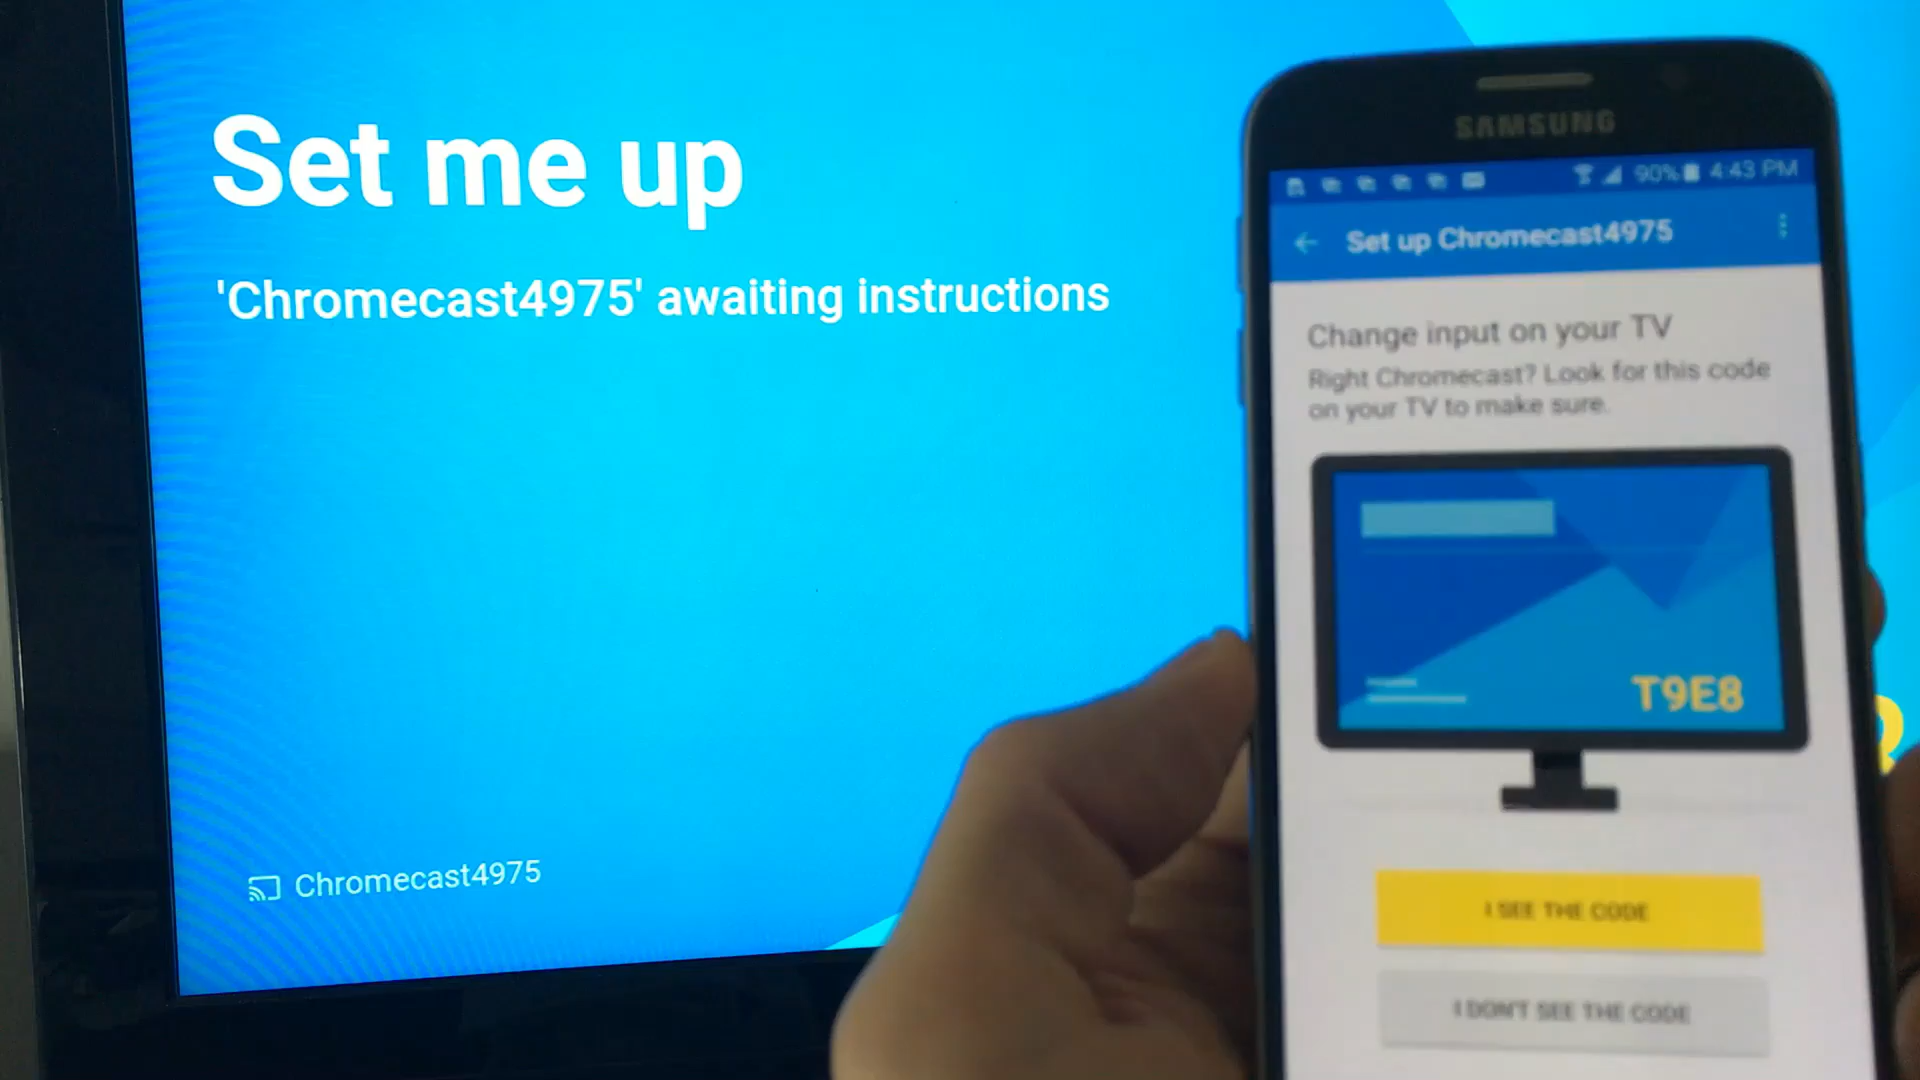 Set me up
'Chromecast4975' awaiting instructions
Chromecast4975
SAMSUNG
90% 4:43 PM
Set up Chromecast4975
Change input on your TV
Right Chromecast? Look for this code
on your TV to make sure.
T9E8
I SEE THE CODE
I DON'T SEE THE CODE